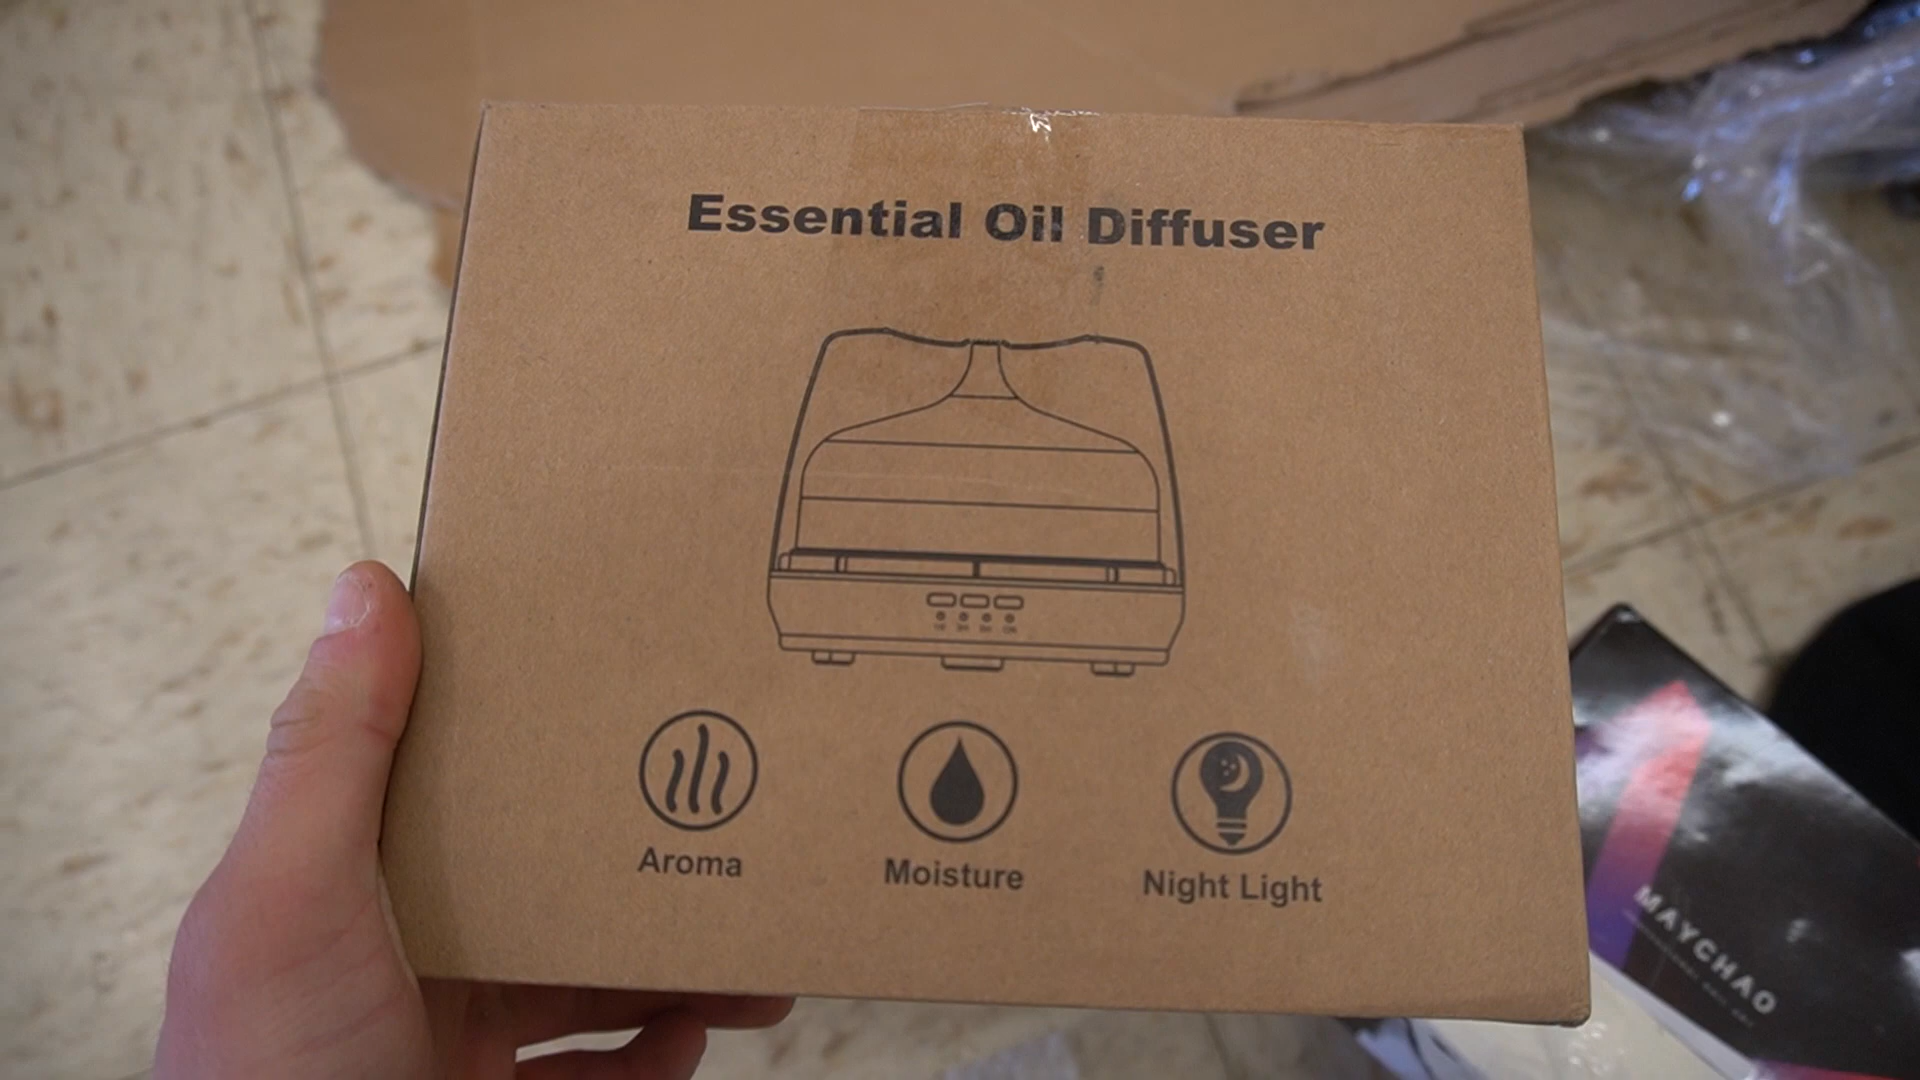 Essential Oil Diffuser
Aroma
Moisture
Night Light
MAYCHAO